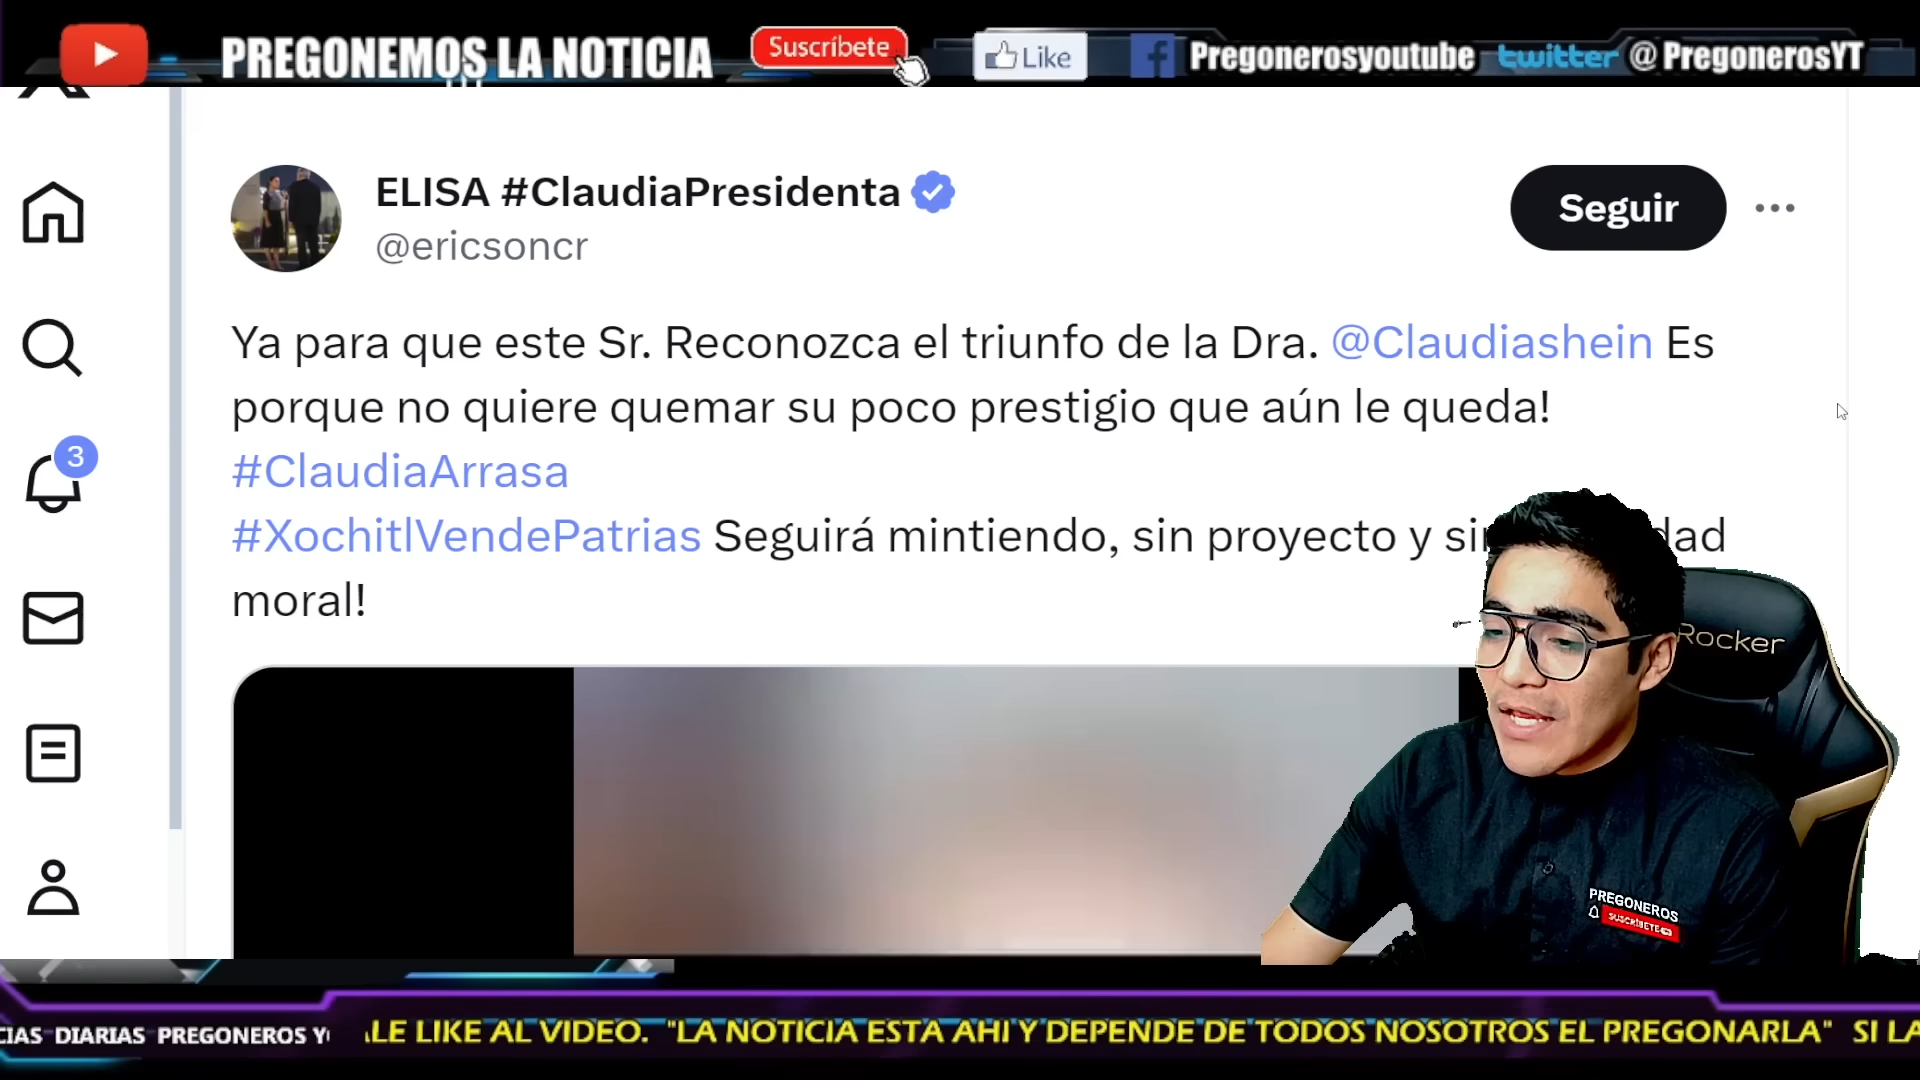 PREGONEMOS LA NOTICIA
Suscríbete
Like
Pregonerosyoutube
twitter @PregonerosYT
ELISA #ClaudiaPresidenta
@ericsoncr
Seguir
3
Ya para que este Sr. Reconozca el triunfo de la Dra. @Claudiashein Es
porque no quiere quemar su poco prestigio que aún le queda!
#ClaudiaArrasa
#XochitlVendePatrias Seguirá mintiendo, sin proyecto y
moral!
Rocker
PREGONEROS
SUSCRIBETE
DIARIAS PREGONEROS
LIKE AL VIDEO. "LA NOTICIA ESTA AHI Y DEPENDE DE TODOS NOSOTROS EL PREGONARLA" SI